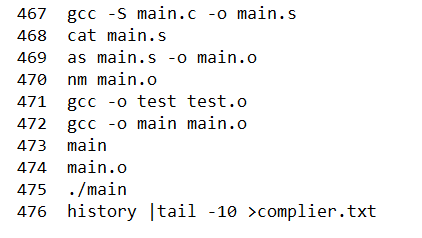 467 gcc -S main.c -o main.s
468 cat main.s
469 as main.s -o main.o
470 nm main.o
471 gcc -o test test.o
472 gcc -o main main.o
473 main
474 main.o
475 ./main
476 history |tail -10 >complier.txt